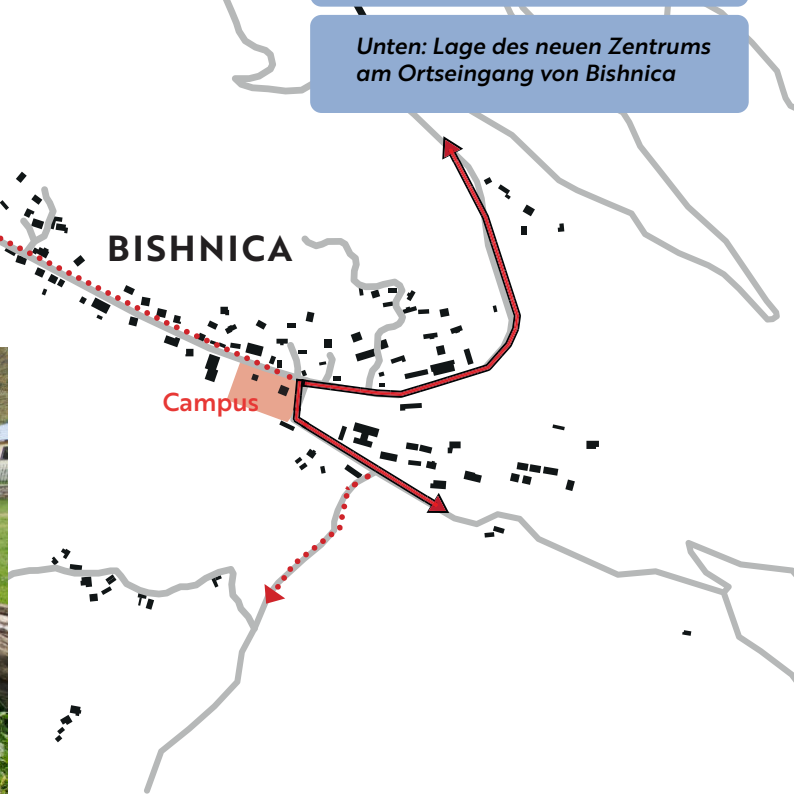 Unten: Lage des neuen Zentrums
am Ortseingang von Bishnica
BISHNICA
Campus